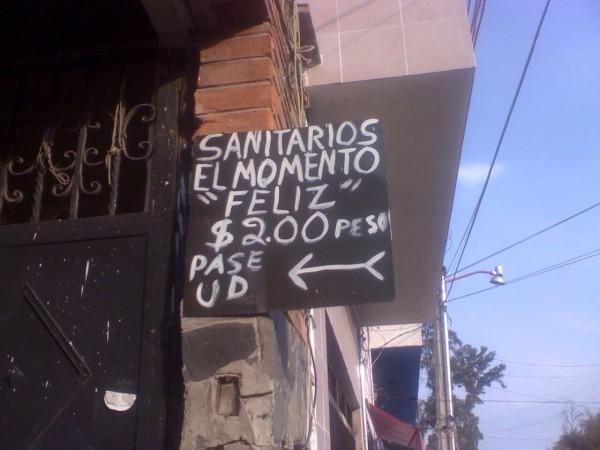 SANITARIOS
EL MOMENTO
"FELIZ"
$2.00 PESO
PASE
UD